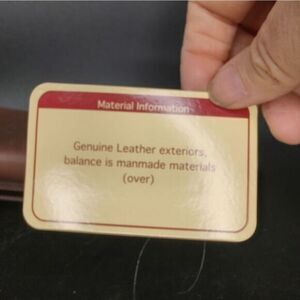 Material Information
Genuine Leather exteriors,
balance is manmade materials
(over)